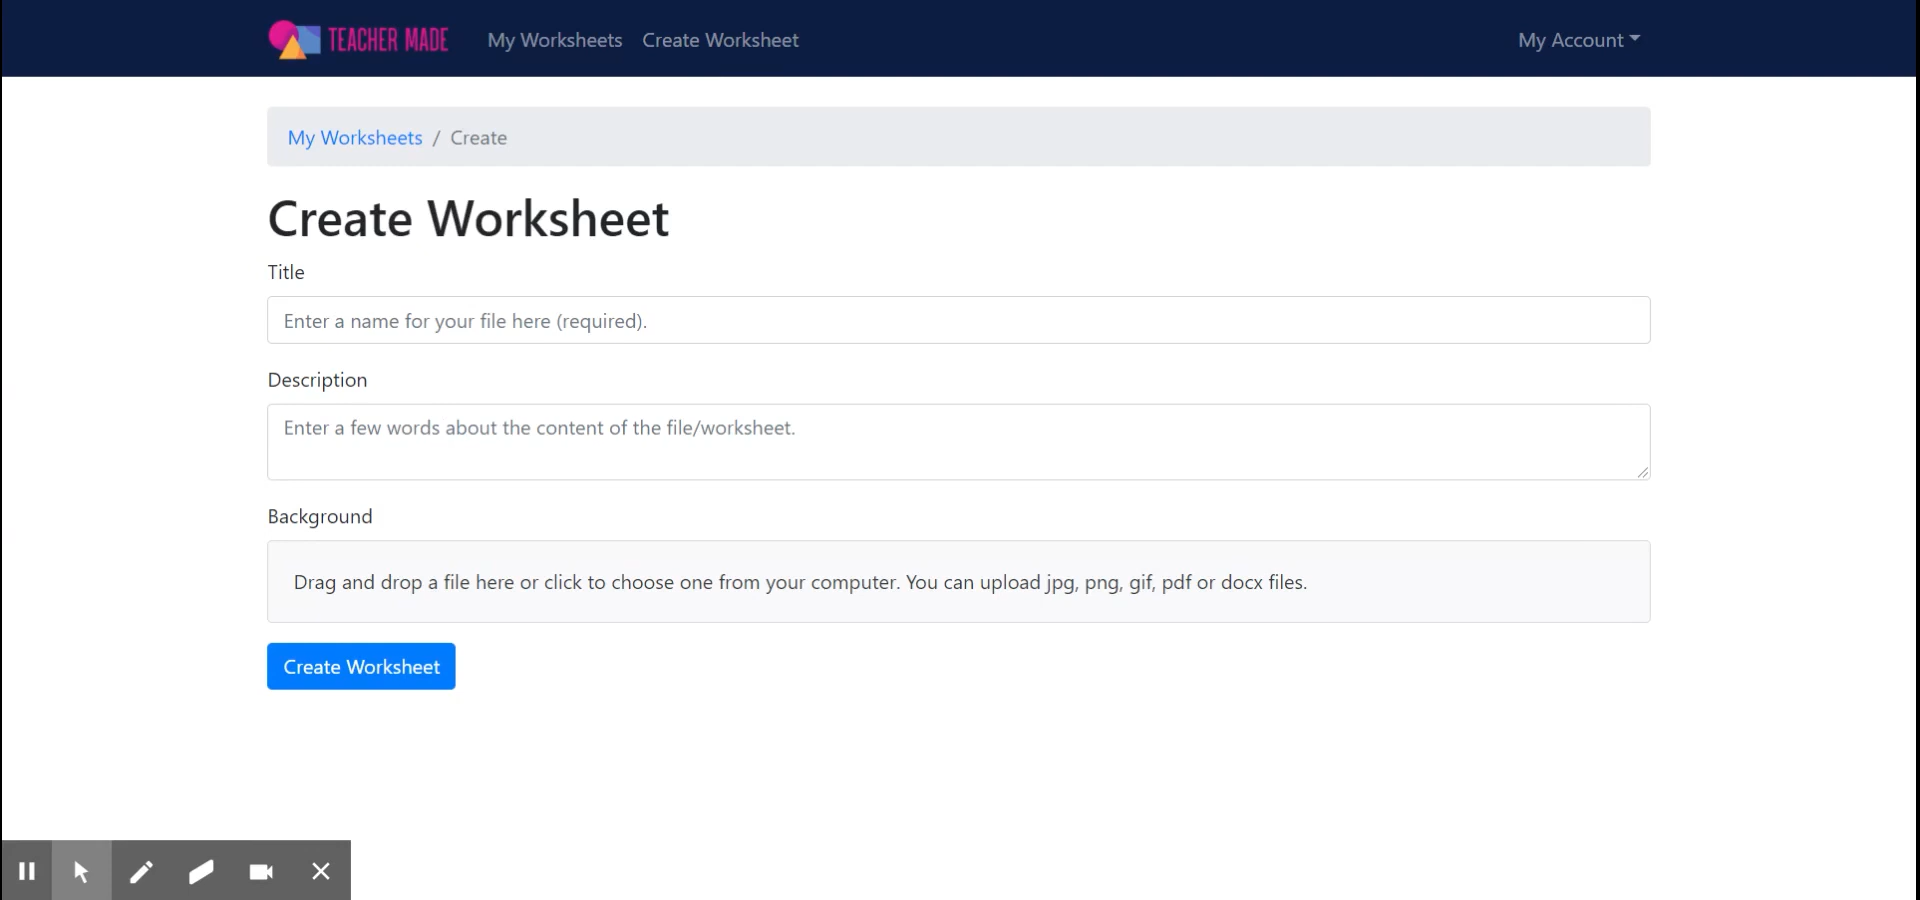 TEACHER MADE My Worksheets Create Worksheet My Account
My Worksheets / Create
Create Worksheet
Title
Enter a name for your file here (required).
Description
Enter a few words about the content of the file/worksheet.
Background
Drag and drop a file here or click to choose one from your computer. You can upload jpg, png, gif, pdf or docx files.
Create Worksheet